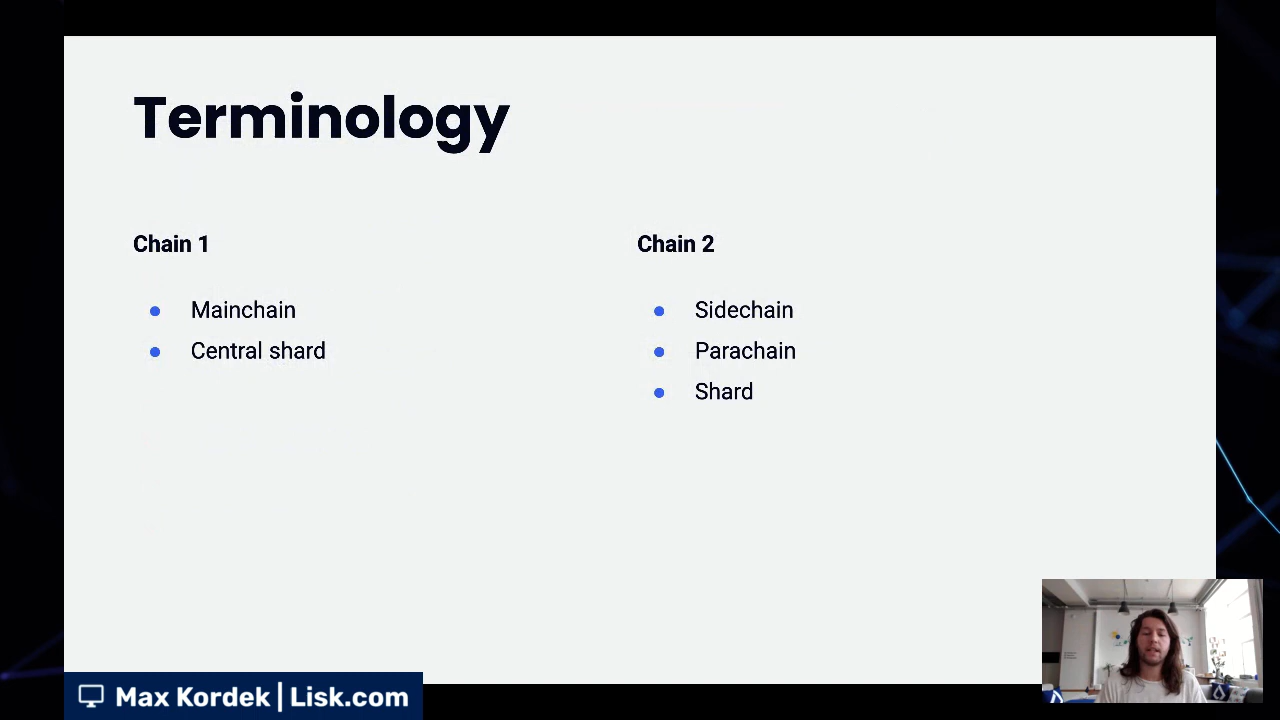 Terminology
Chain 1
Mainchain
Central shard
Chain 2
Sidechain
Parachain
Shard
Max Kordek | Lisk.com